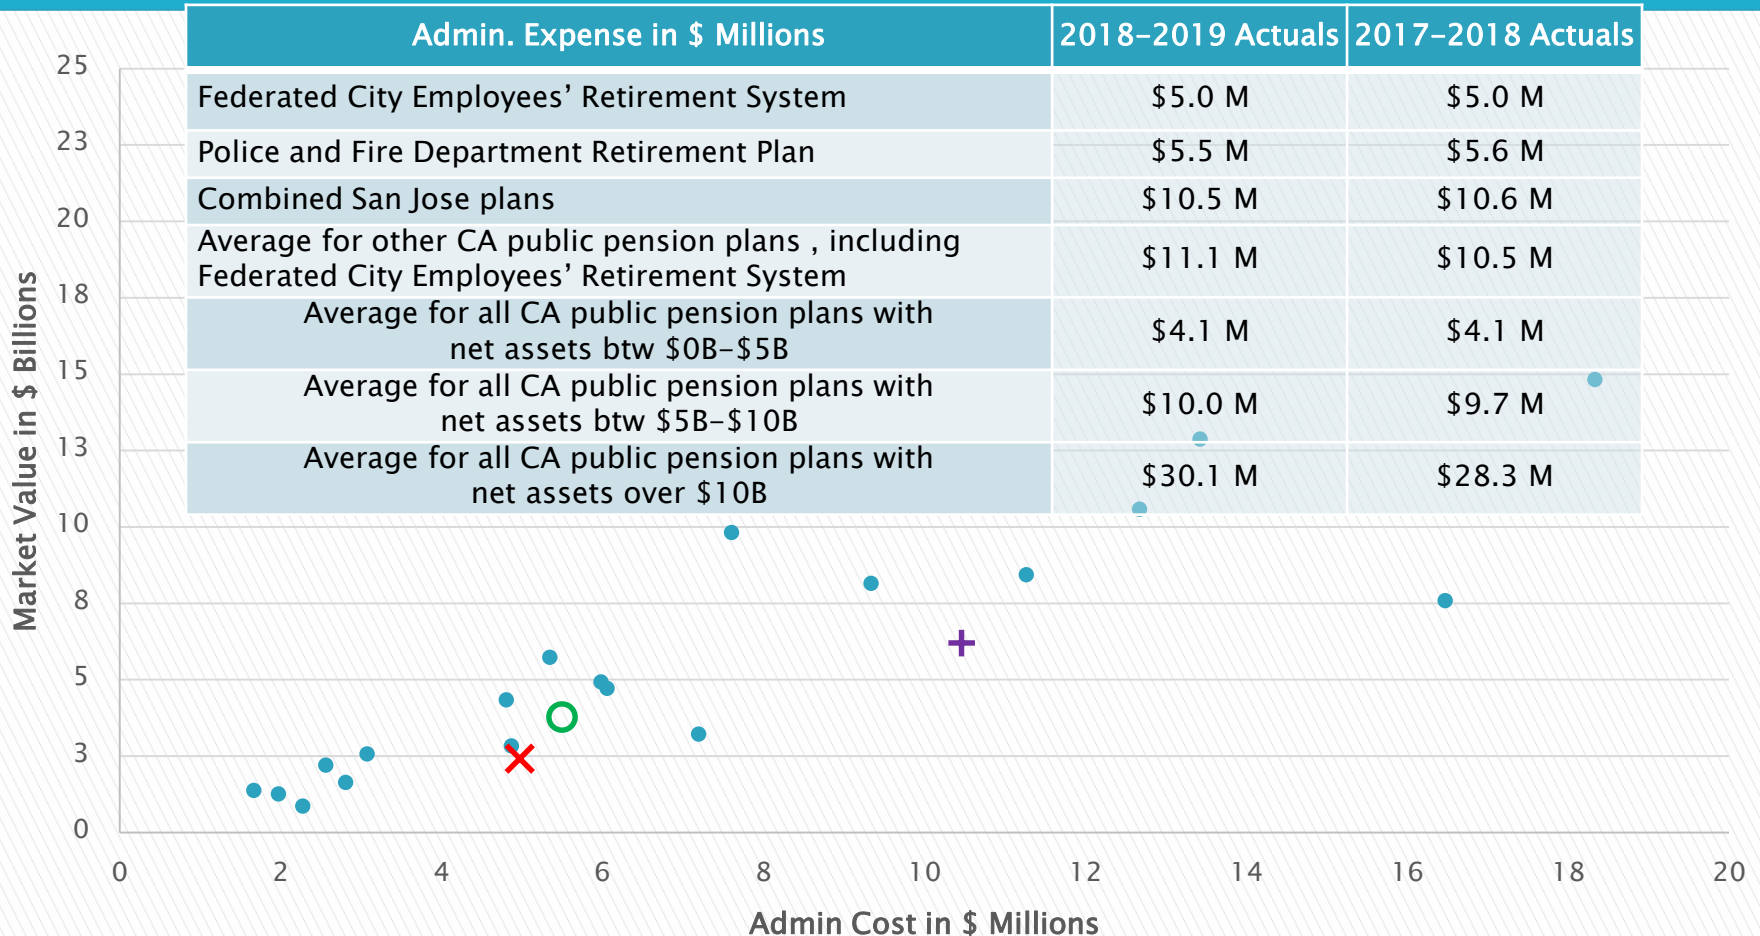 Admin. Expense in $ Millions 2018-2019 Actuals 2017-2018 Actuals
Federated City Employees’ Retirement System $5.0 M $5.0 M
Police and Fire Department Retirement Plan $5.5 M $5.6 M
Combined San Jose plans $10.5 M $10.6 M
Average for other CA public pension plans , including
Federated City Employees’ Retirement System $11.1 M $10.5 M
Average for all CA public pension plans with
net assets btw $0B-$5B $4.1 M $4.1 M
Average for all CA public pension plans with
net assets btw $5B-$10B $10.0 M $9.7 M
Average for all CA public pension plans with
net assets over $10B $30.1 M $28.3 M
Market Value in $ Billions
25
23
20
18
15
13
10
8
5
3
0
0 2 4 6 8 10 12 14 16 18 20
Admin Cost in $ Millions